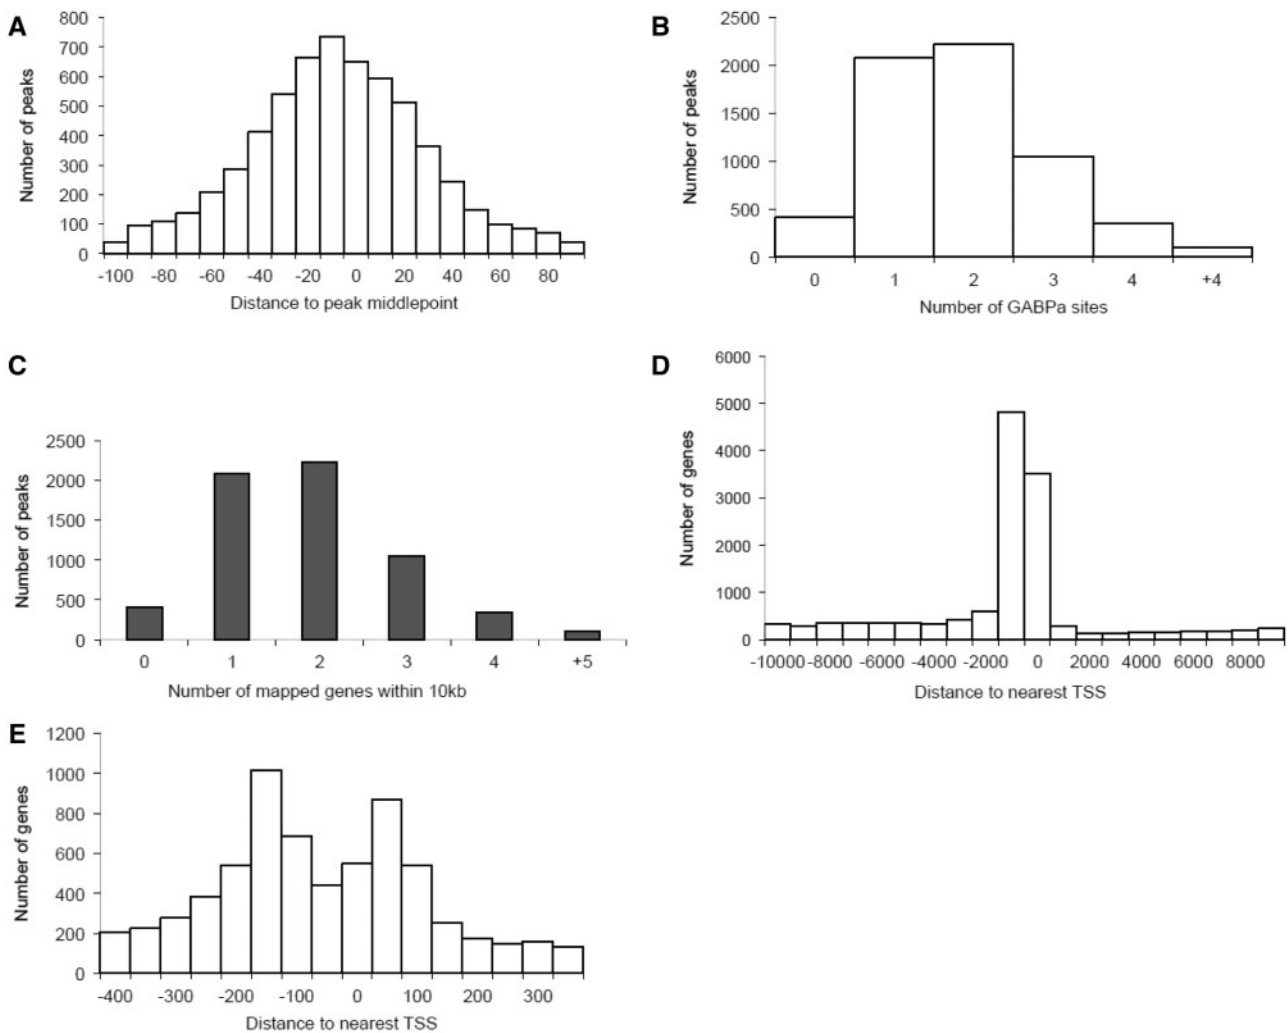 A
Number of peaks
800
700
600
500
400
300
200
100
0
-100 -80 -60 -40 -20 0 20 40 60 80
Distance to peak middlepoint
B
Number of peaks
2500
2000
1500
1000
500
0
0 1 2 3 4 +4
Number of GABPa sites
C
Number of peaks
2500
2000
1500
1000
500
0
0 1 2 3 4 +5
Number of mapped genes within 10kb
D
Number of genes
6000
5000
4000
3000
2000
1000
0
-10000 -8000 -6000 -4000 -2000 0 2000 4000 6000 8000
Distance to nearest TSS
E
Number of genes
1200
1000
800
600
400
200
0
-400 -300 -200 -100 0 100 200 300
Distance to nearest TSS